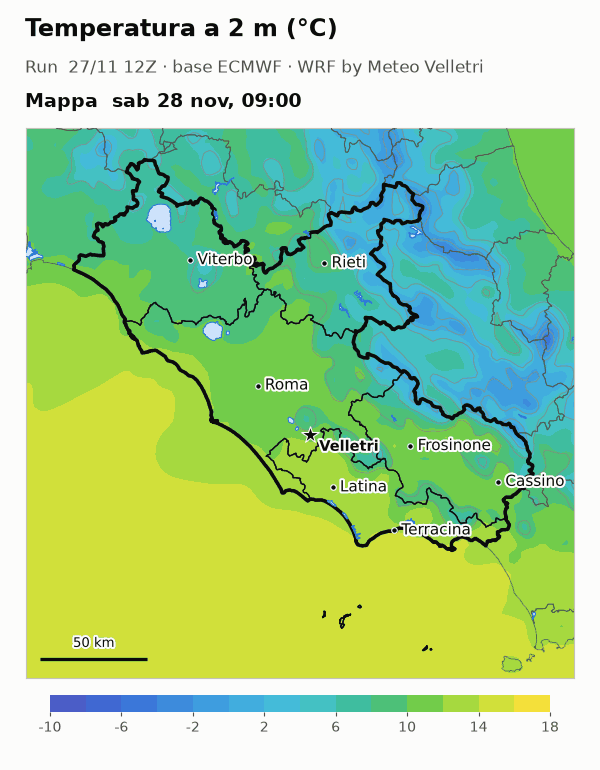 Temperatura a 2 m (°C)
Run  27/11 12Z · base ECMWF · WRF by Meteo Velletri
Mappa  sab 28 nov, 09:00
Viterbo
Rieti
Roma
Velletri
Frosinone
Cassino
Latina
Terracina
50 km
-10 -6 -2 2 6 10 14 18